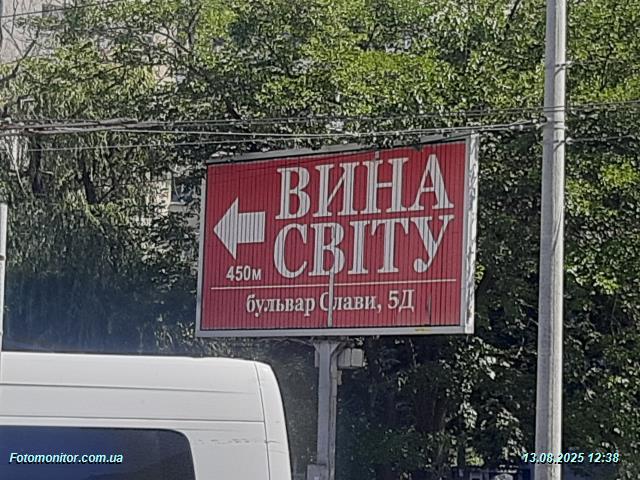 ВИНА
СВІТУ
450м
бульвар Слави, 5Д
Fotomonitor.com.ua
13.08.2025 12:38